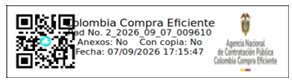 Colombia Compra Eficiente
ad No. 2_2026_09_07_009610
Anexos: No Con copia: No
Fecha: 07/09/2026 17:15:47
Agencia Nacional
de Contratación Pública
Colombia Compra Eficiente